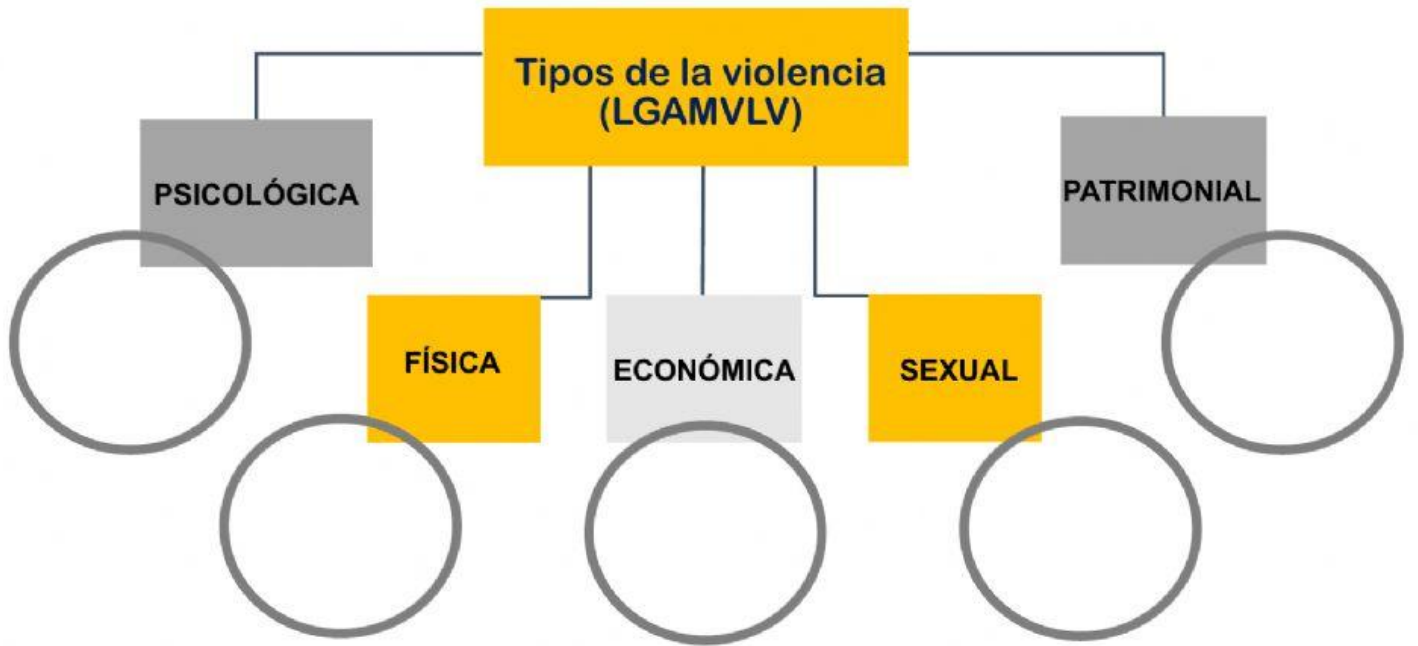 Tipos de la violencia
(LGAMVLV)
PSICOLÓGICA
PATRIMONIAL
FÍSICA
ECONÓMICA
SEXUAL